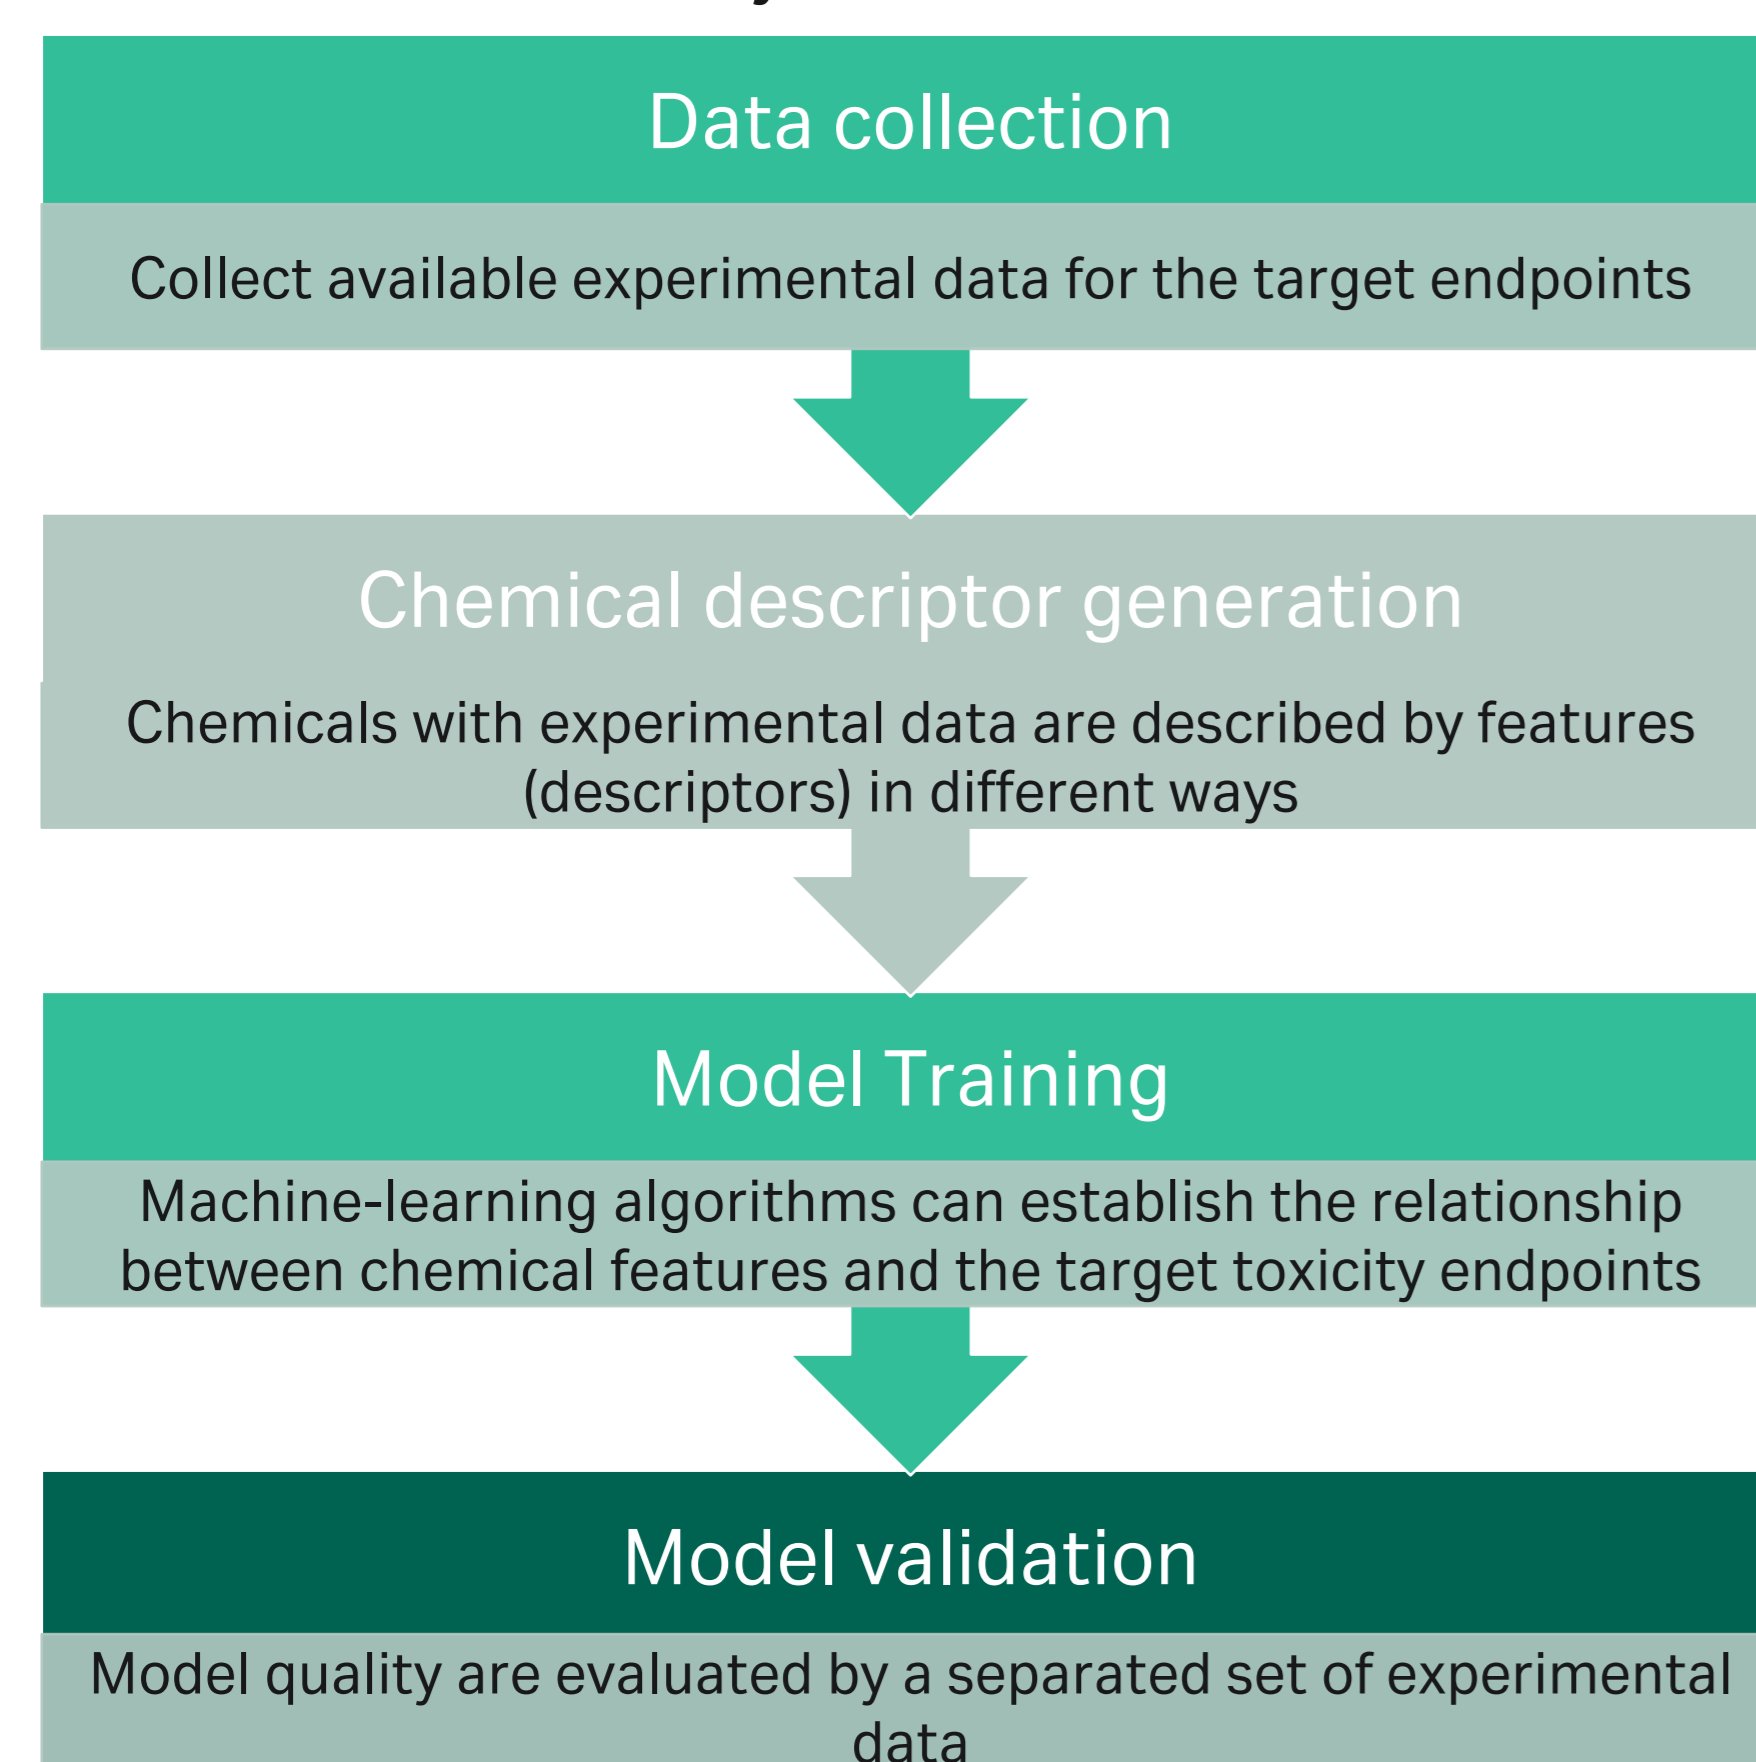 Data collection
Collect available experimental data for the target endpoints
Chemical descriptor generation
Chemicals with experimental data are described by features
(descriptors) in different ways
Model Training
Machine-learning algorithms can establish the relationship
between chemical features and the target toxicity endpoints
Model validation
Model quality are evaluated by a separated set of experimental
data